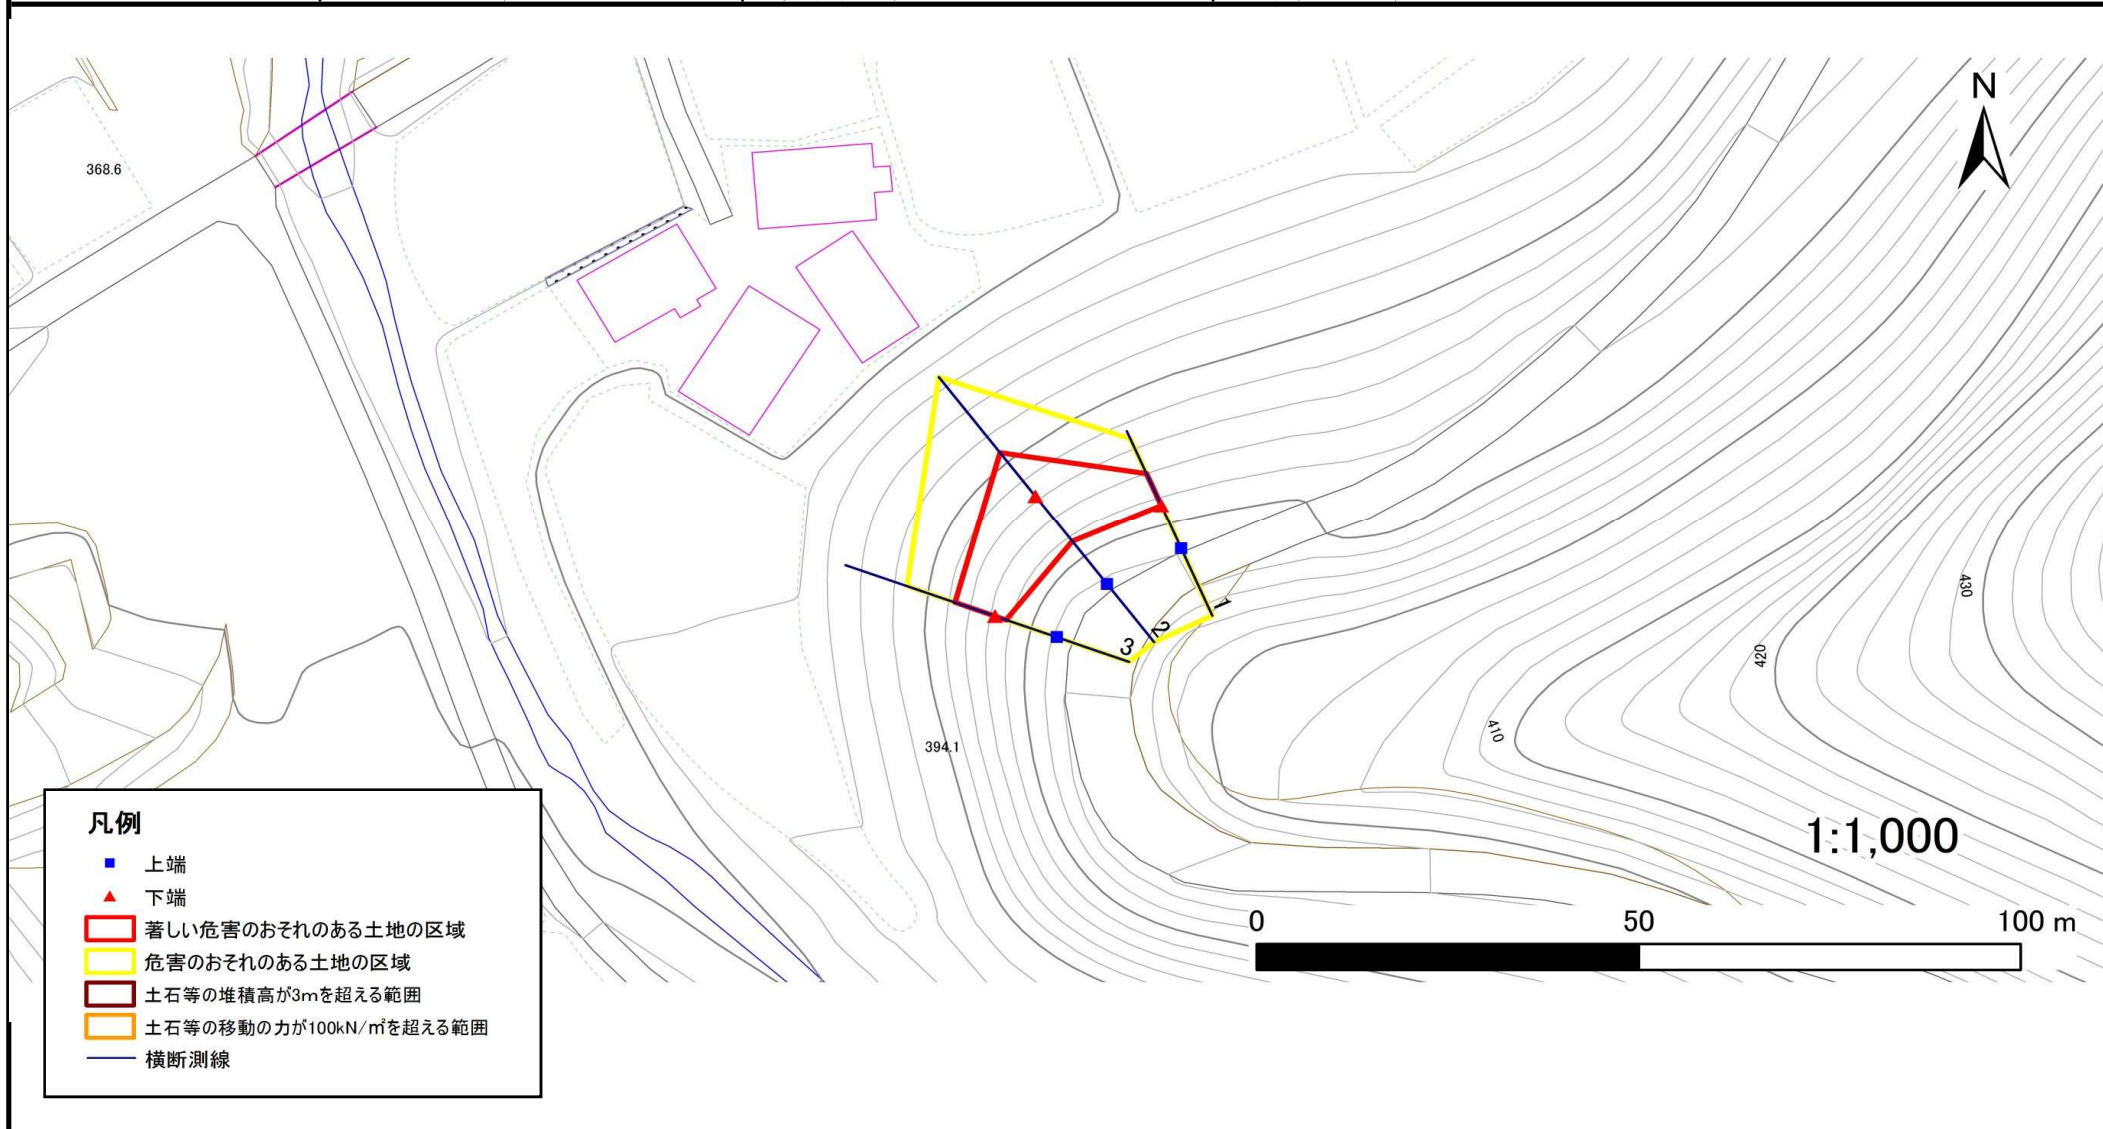 N
368.6
1
2
3
430
420
410
394.1
1:1,000
0 50 100 m
凡例
上端
下端
著しい危害のおそれのある土地の区域
危害のおそれのある土地の区域
土石等の堆積高が3mを超える範囲
土石等の移動の力が100kN/㎡を超える範囲
横断測線